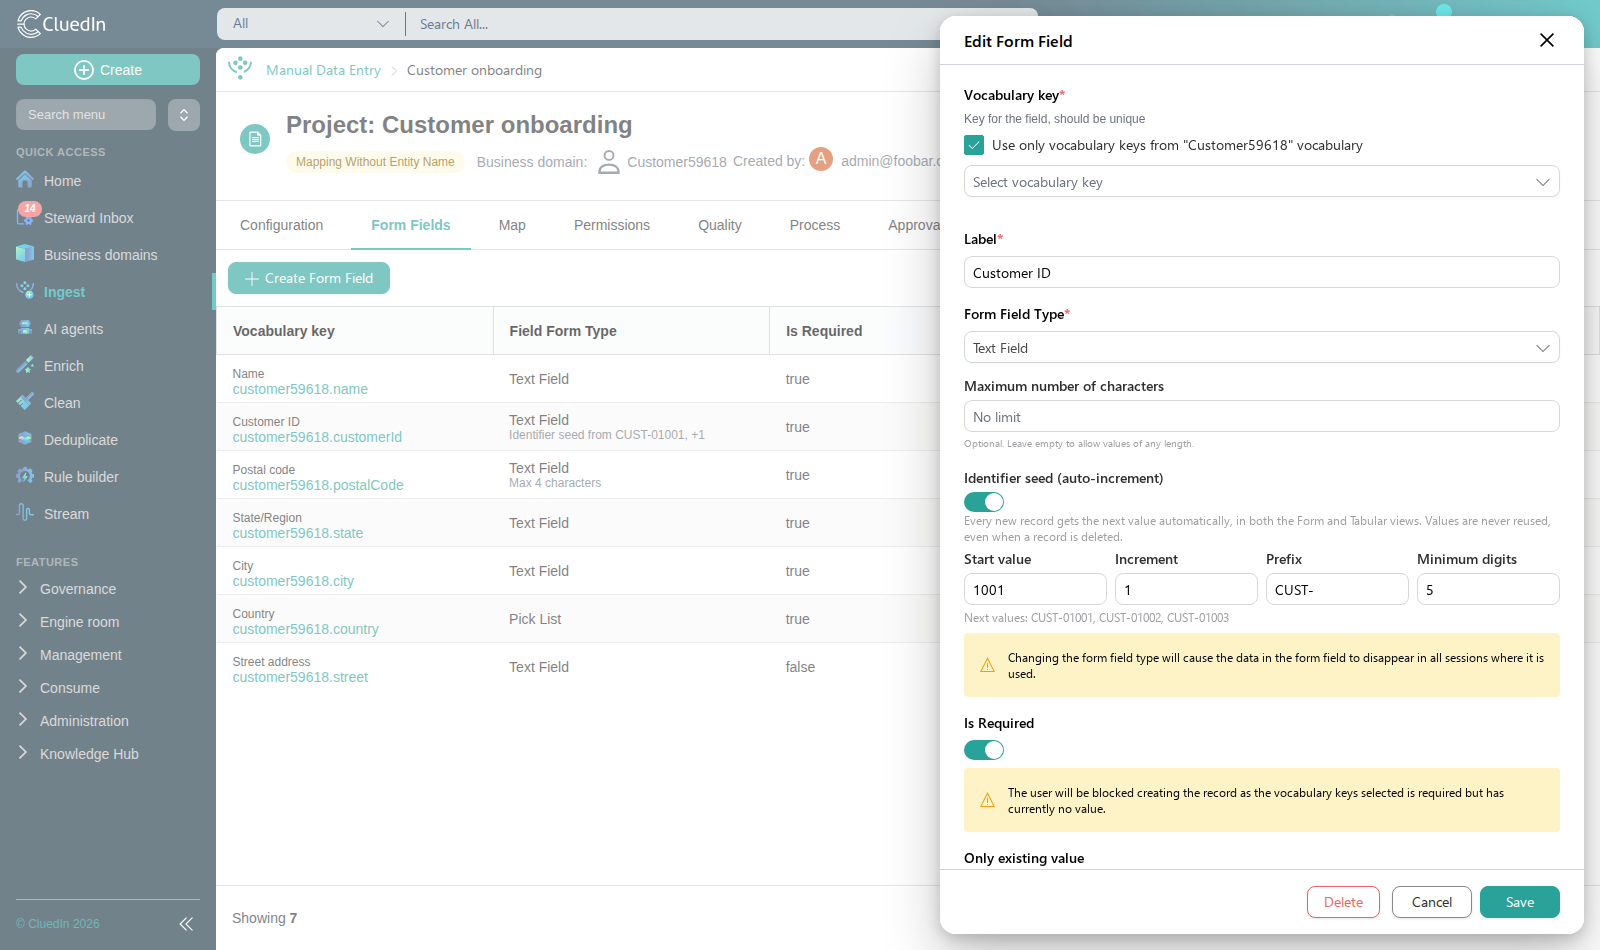 CluedIn
All
Search All...
Create
Search menu
QUICK ACCESS
Home
14
Steward Inbox
Business domains
Ingest
AI agents
Enrich
Clean
Deduplicate
Rule builder
Stream
FEATURES
Governance
Engine room
Management
Consume
Administration
Knowledge Hub
© CluedIn 2026
Manual Data Entry > Customer onboarding
Project: Customer onboarding
Mapping Without Entity Name
Business domain: Customer59618
Created by: A admin@foobar.c
Configuration
Form Fields
Map
Permissions
Quality
Process
Approva
Create Form Field
Vocabulary key
Field Form Type
Is Required
Name
customer59618.name
Text Field
true
Customer ID
customer59618.customerId
Text Field
Identifier seed from CUST-01001, +1
true
Postal code
customer59618.postalCode
Text Field
Max 4 characters
true
State/Region
customer59618.state
Text Field
true
City
customer59618.city
Text Field
true
Country
customer59618.country
Pick List
true
Street address
customer59618.street
Text Field
false
Showing 7
Edit Form Field
Vocabulary key*
Key for the field, should be unique
Use only vocabulary keys from "Customer59618" vocabulary
Select vocabulary key
Label*
Customer ID
Form Field Type*
Text Field
Maximum number of characters
No limit
Optional. Leave empty to allow values of any length.
Identifier seed (auto-increment)
Every new record gets the next value automatically, in both the Form and Tabular views. Values are never reused,
even when a record is deleted.
Start value
Increment
Prefix
Minimum digits
1001
1
CUST-
5
Next values: CUST-01001, CUST-01002, CUST-01003
Changing the form field type will cause the data in the form field to disappear in all sessions where it is
used.
Is Required
The user will be blocked creating the record as the vocabulary keys selected is required but has
currently no value.
Only existing value
Delete
Cancel
Save